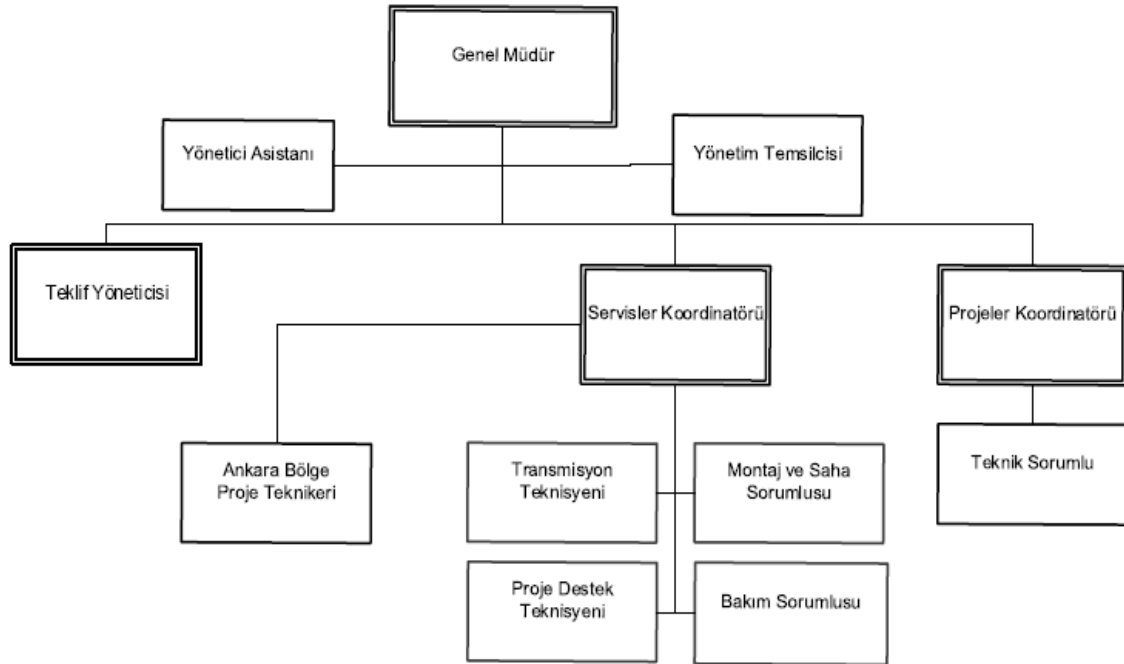 Genel Müdür
Yönetici Asistanı
Yönetim Temsilcisi
Teklif Yöneticisi
Servisler Koordinatörü
Projeler Koordinatörü
Ankara Bölge
Proje Teknikeri
Transmisyon
Teknisyeni
Montaj ve Saha
Sorumlusu
Teknik Sorumlu
Proje Destek
Teknisyeni
Bakım Sorumlusu